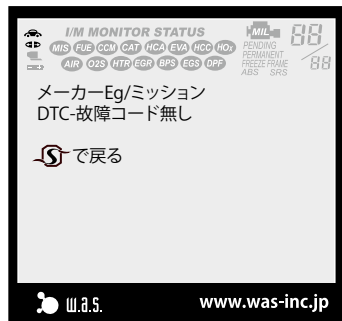 I/M MONITOR STATUS
MIS FUE CCM CAT HCA EVA HCC HOx
AIR O2S HTR EGR BPS EGS DPF
MIL
88
PENDING
PERMANENT
FREEZE FRAME
88
ABS SRS
メーカーEg/ミッション
DTC-故障コード無し
S で戻る
w.a.s. www.was-inc.jp